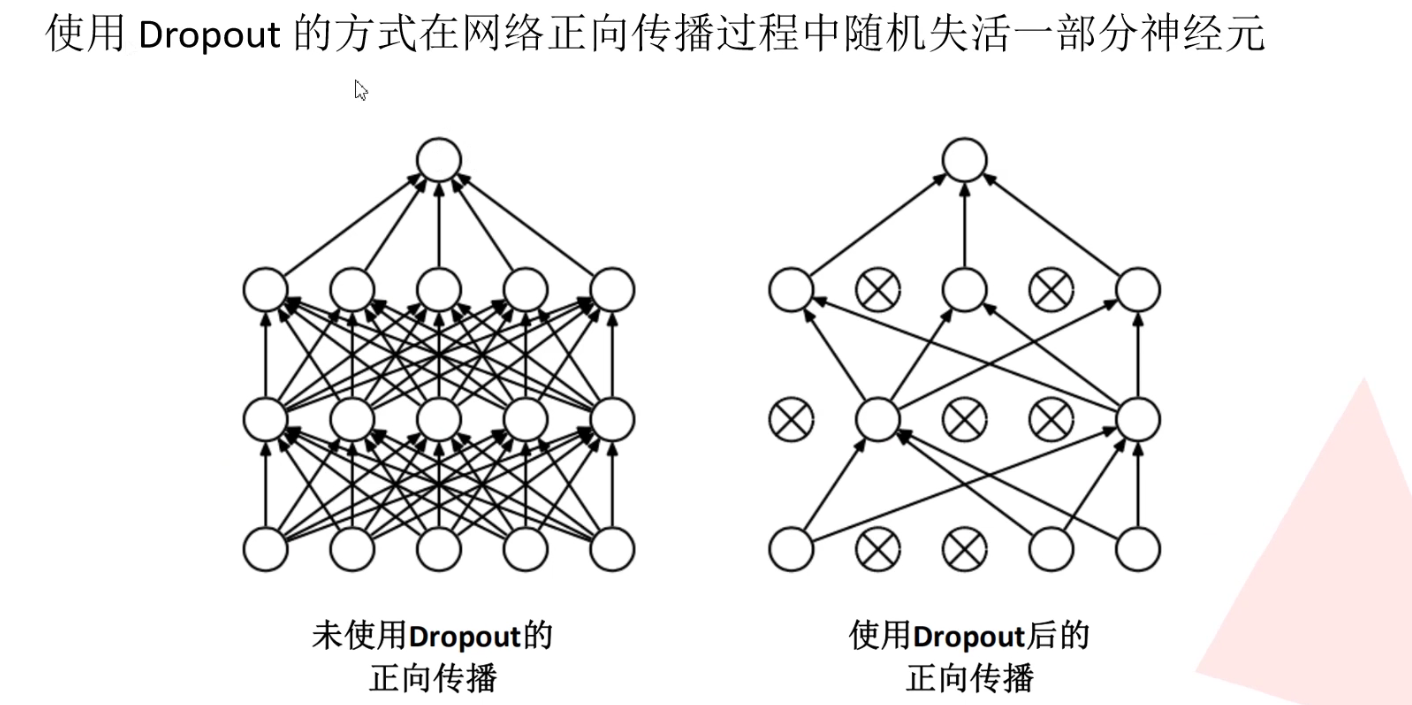 使用 Dropout 的方式在网络正向传播过程中随机失活一部分神经元
未使用Dropout的
正向传播
使用Dropout后的
正向传播